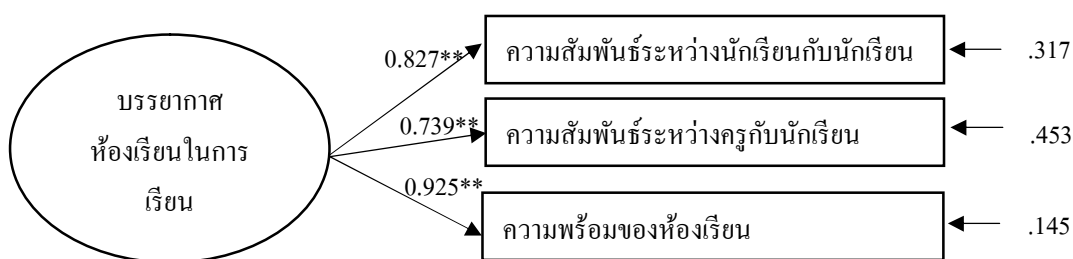 บรรยากาศ
ห้องเรียนในการ
เรียน
0.827**
ความสัมพันธ์ระหว่างนักเรียนกับนักเรียน
.317
0.739**
ความสัมพันธ์ระหว่างครูกับนักเรียน
.453
0.925**
ความพร้อมของห้องเรียน
.145